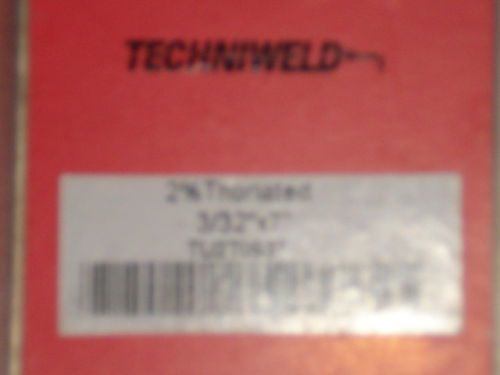 TECHNIWELD
2% Thoriated
3/32"x7"